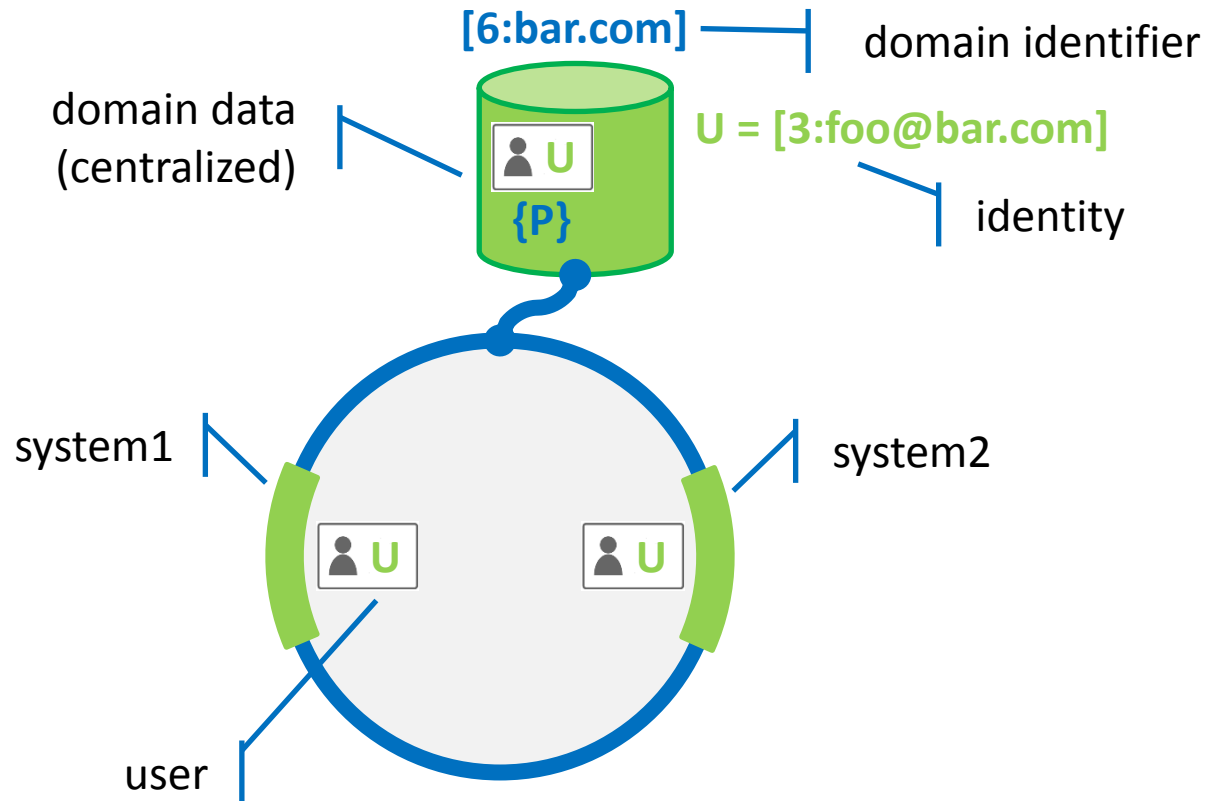 [6:bar.com]
domain identifier
domain data
(centralized)
U
{P}
U = [3:foo@bar.com]
identity
system1
system2
U
U
user